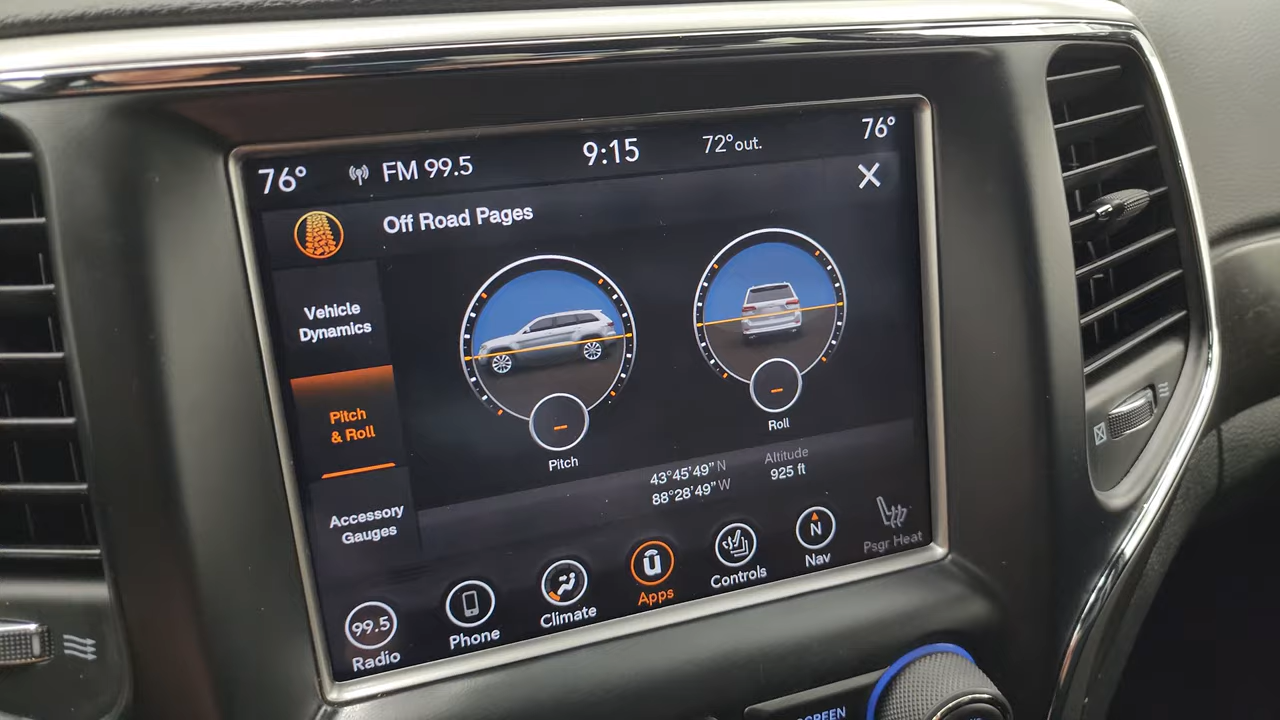 76° FM 99.5 9:15 72°out. 76°
X
Off Road Pages
Vehicle
Dynamics
Pitch
& Roll
Accessory
Gauges
--
Pitch
--
Roll
43°45'49"N
88°28'49"W
Altitude
925 ft
99.5
Radio
Phone
Climate
Apps
Controls
N
Nav
Psgr Heat
SCREEN